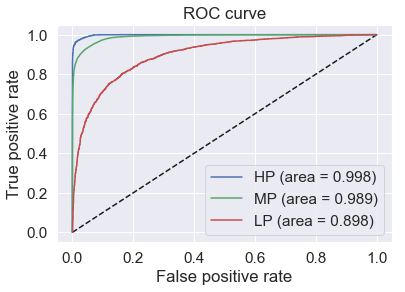 ROC curve
True positive rate
1.0
0.8
0.6
0.4
0.2
0.0
HP (area = 0.998)
MP (area = 0.989)
LP (area = 0.898)
0.0 0.2 0.4 0.6 0.8 1.0
False positive rate